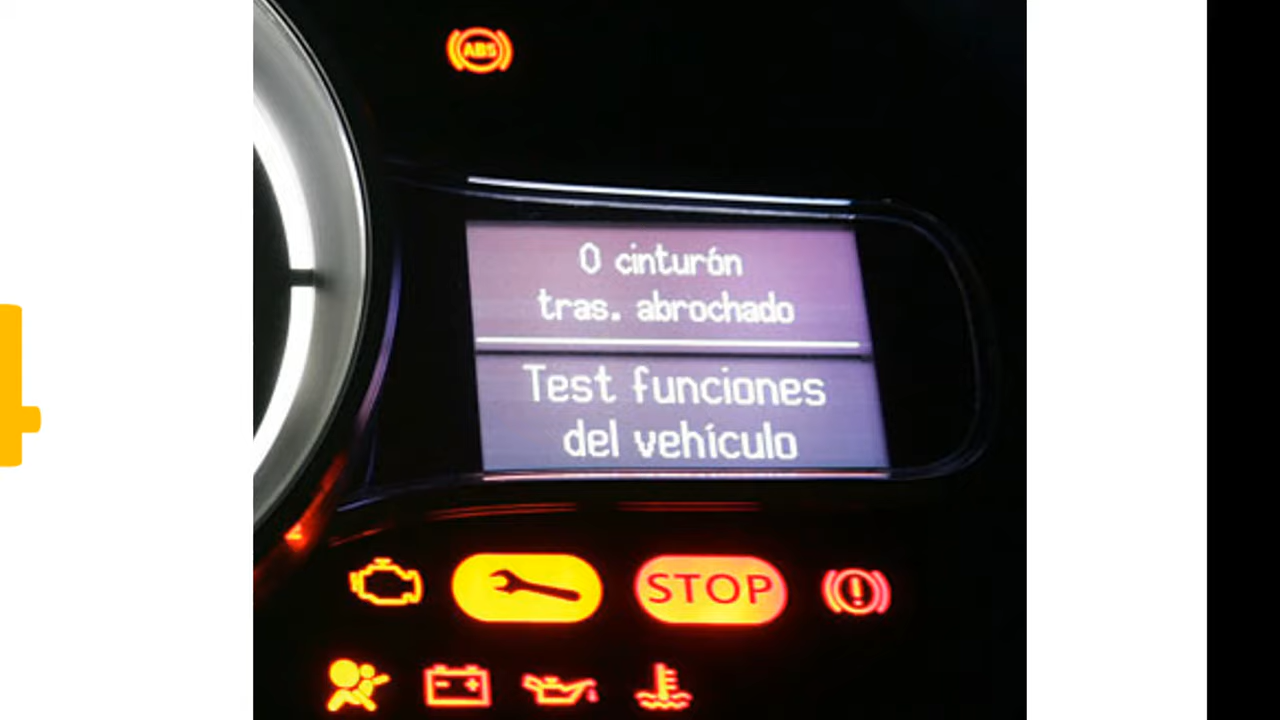 ABS
0 cinturón
tras. abrochado
Test funciones
del vehículo
STOP